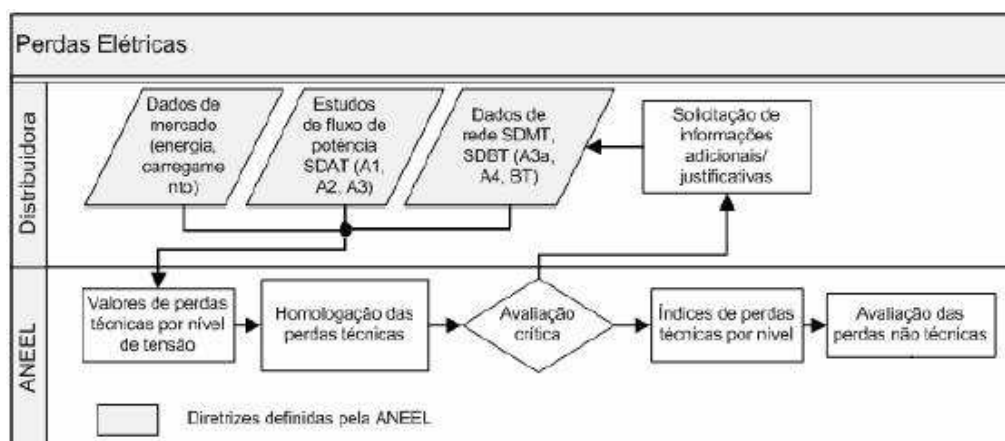 Perdas Elétricas
Distribuidora
Dados de
mercado
(energia,
carregame
nto)
Estudos
de fluxo de
potência
SDAT (A1,
A2, A3)
Dados de
rede SDMT,
SDBT (A3a,
A4, BT)
Solicitação de
informações
adicionais/
justificativas
ANEEL
Valores de perdas
técnicas por nível
de tensão
Homologação das
perdas técnicas
Avaliação
crítica
Índices de perdas
técnicas por nivel
Avaliação das
perdas não técnicas
Diretrizes definidas pela ANEEL